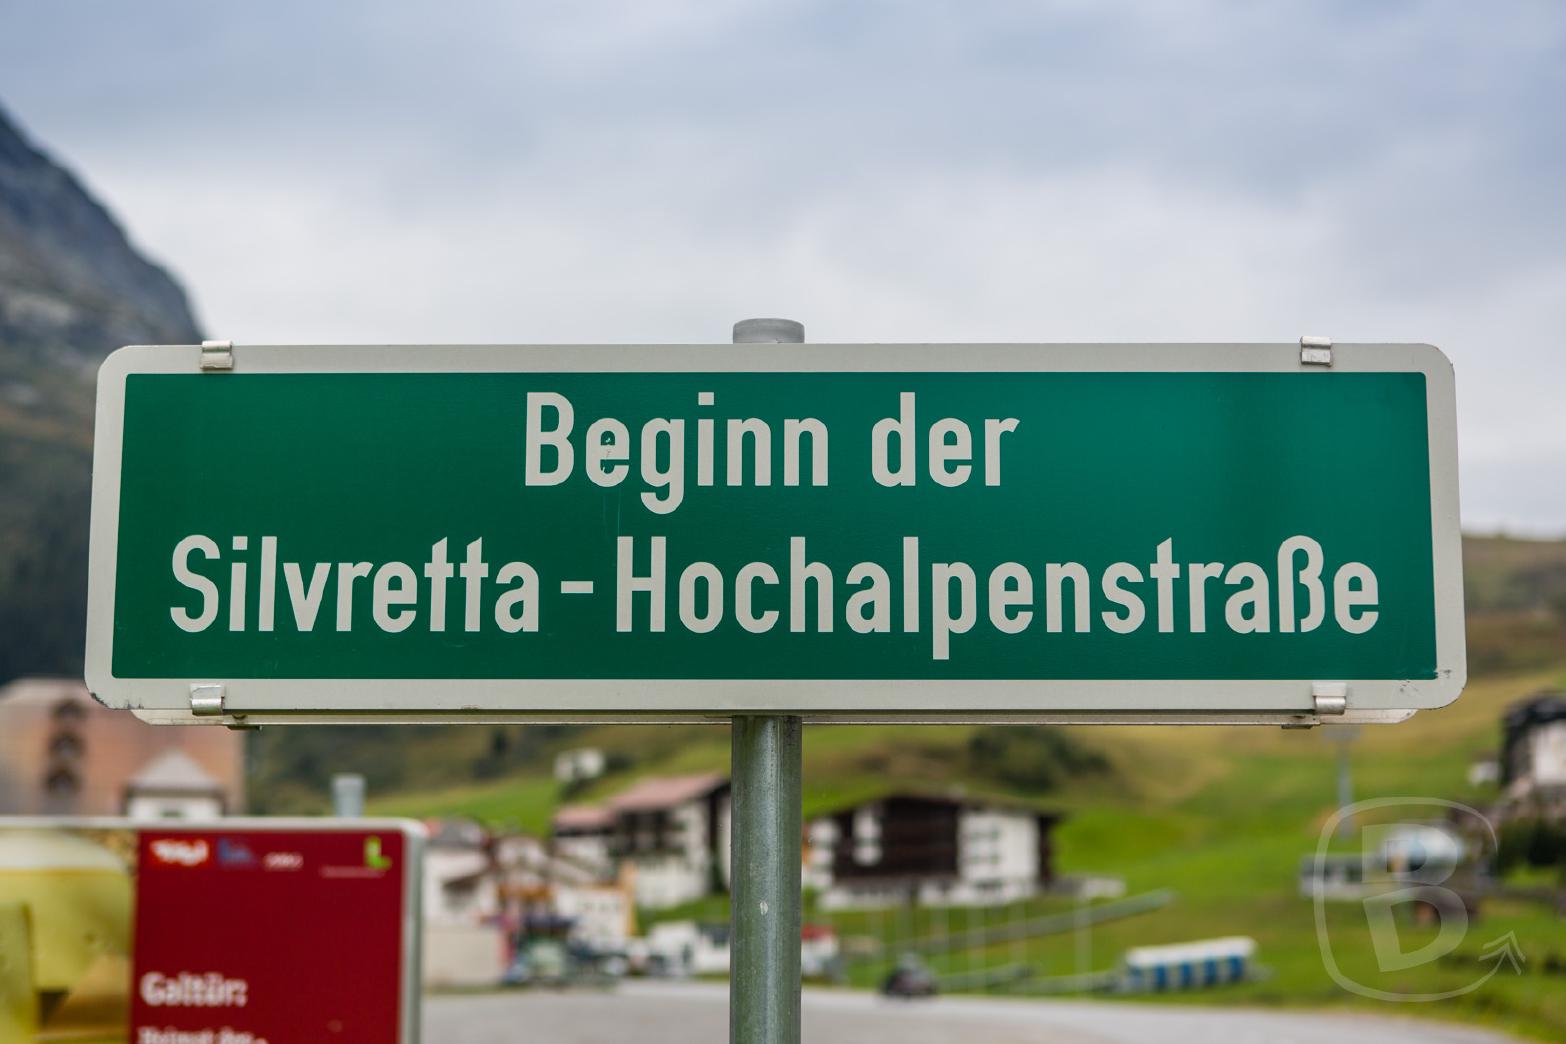 Beginn der
Silvretta-Hochalpenstraße
Galtür: